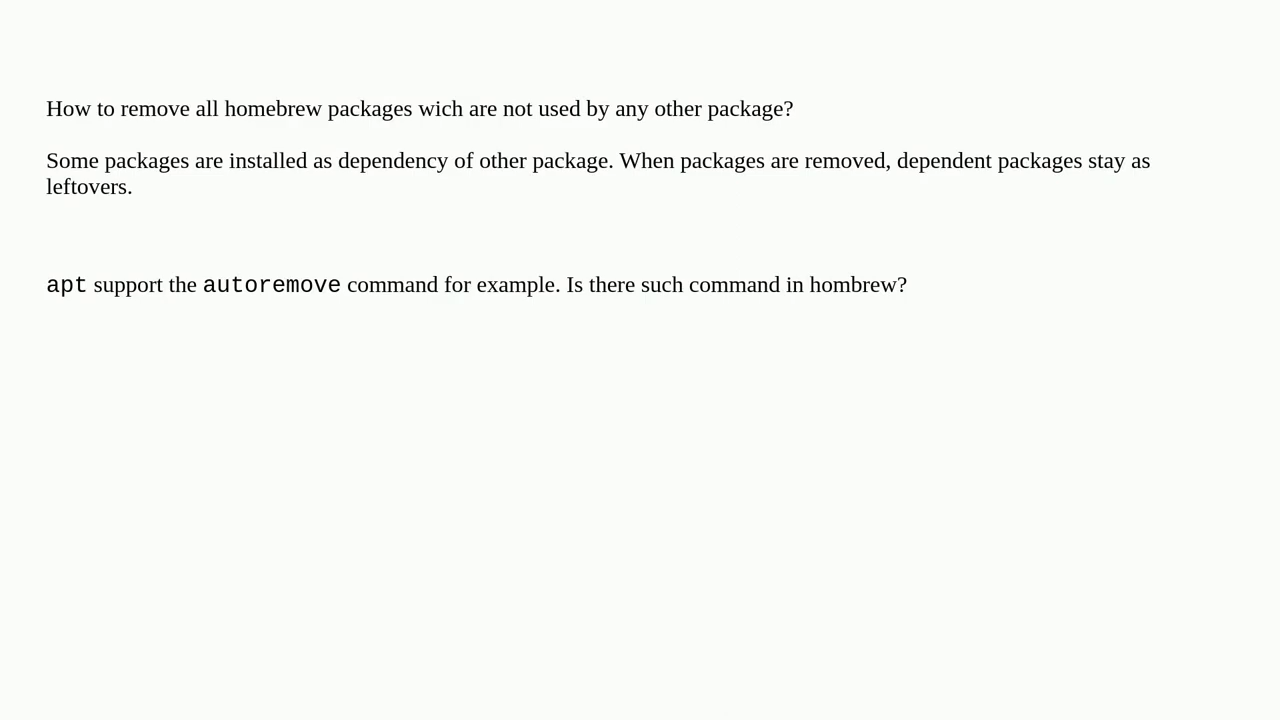 How to remove all homebrew packages wich are not used by any other package?
Some packages are installed as dependency of other package. When packages are removed, dependent packages stay as
leftovers.
apt support the autoremove command for example. Is there such command in hombrew?